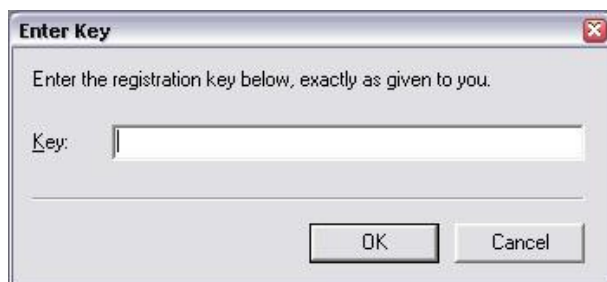 Enter Key
Enter the registration key below, exactly as given to you.
Key:
OK Cancel